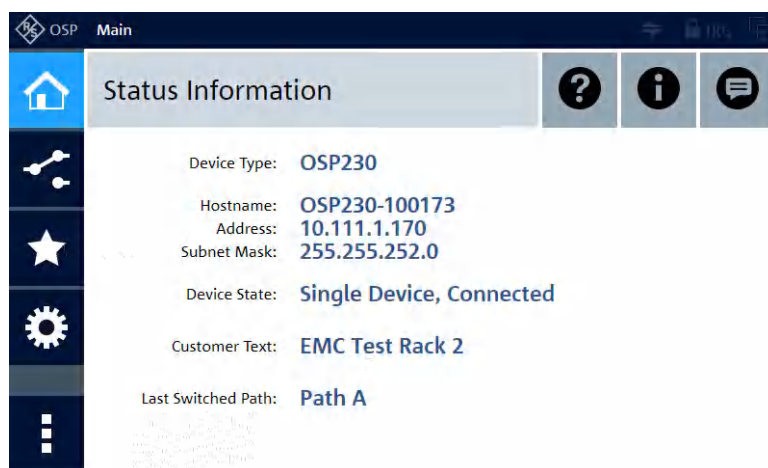 R&S OSP Main
Status Information
Device Type: OSP230
Hostname: OSP230-100173
Address: 10.111.1.170
Subnet Mask: 255.255.252.0
Device State: Single Device, Connected
Customer Text: EMC Test Rack 2
Last Switched Path: Path A